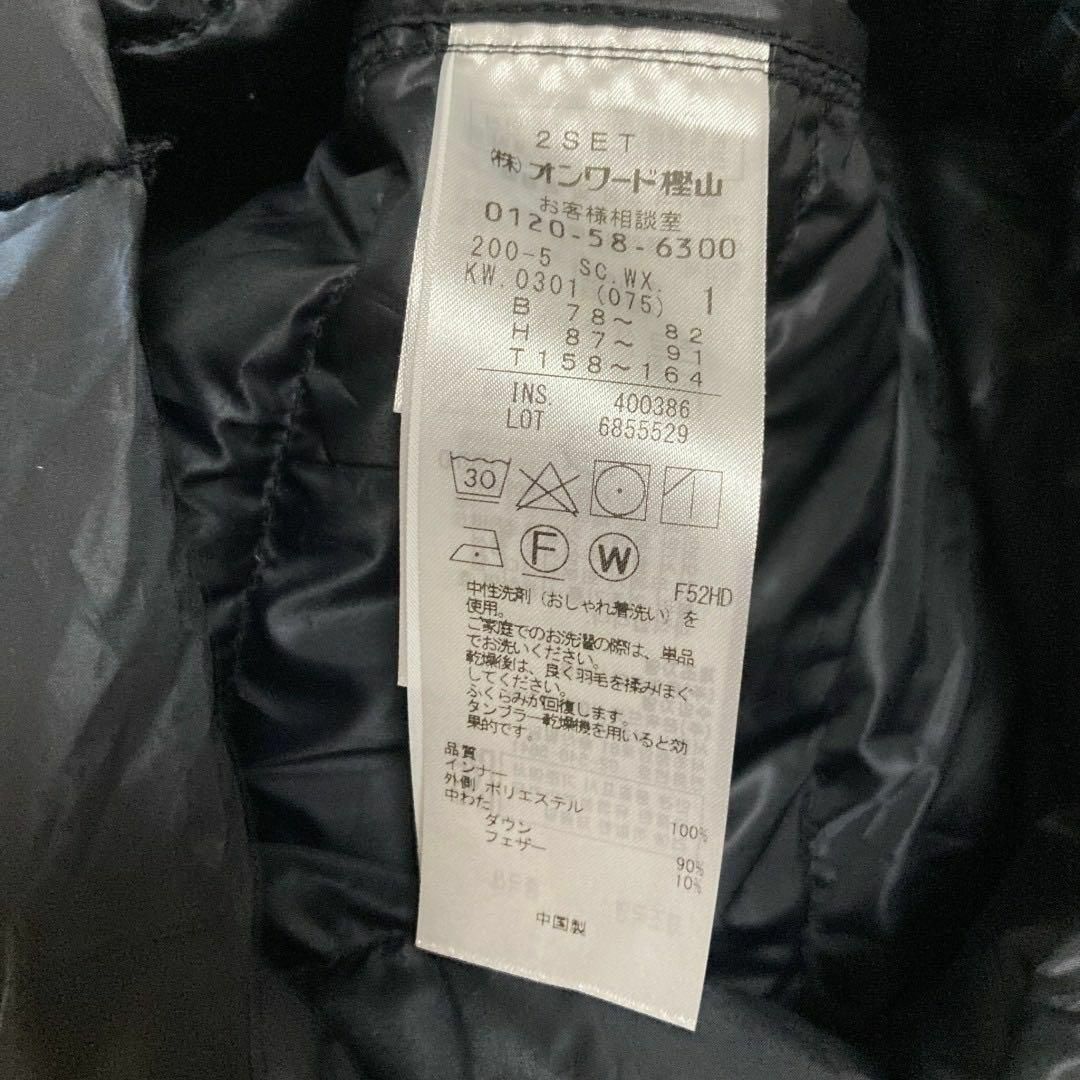 2SET
(株)オンワード樫山
お客様相談室
0120-58-6300
200-5 SC.WX.
KW.0301 (075) 1
B 78～ 82
H 87～ 91
T158～164
INS. 400386
LOT 6855529
30
F W
F52HD
中性洗剤（おしゃれ着洗い）を
使用。
ご家庭でのお洗濯の際は、単品
でお洗いください。
乾燥後は、良く羽毛を揉みほぐ
してください。
ふくらみが回復します。
タンブラー乾燥機を用いると効
果的です。
品質
インナー
外側 ポリエステル 100%
中わた
ダウン 90%
フェザー 10%
中国製